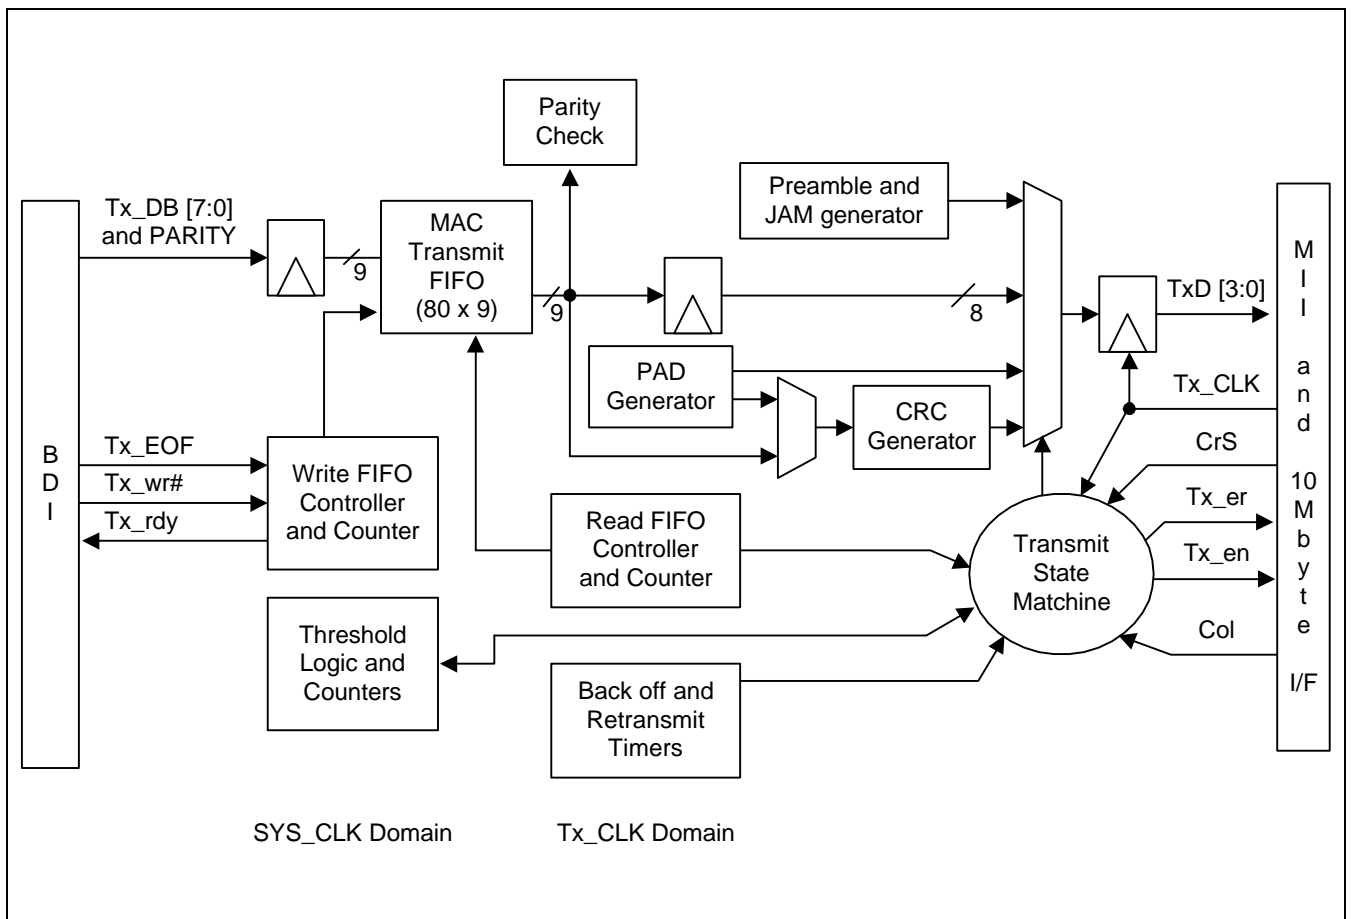 Parity
Check
Preamble and
JAM generator
Tx_DB [7:0]
and PARITY
MAC
Transmit
FIFO
(80 x 9)
9
9
8
TxD [3:0]
PAD
Generator
CRC
Generator
Tx_CLK
CrS
Tx_er
Tx_en
Col
B
D
I
Tx_EOF
Tx_wr#
Tx_rdy
Write FIFO
Controller
and Counter
Read FIFO
Controller
and Counter
Transmit
State
Matchine
Threshold
Logic and
Counters
Back off and
Retransmit
Timers
M
I
I
a
n
d
10
M
b
y
t
e
I/F
SYS_CLK Domain
Tx_CLK Domain